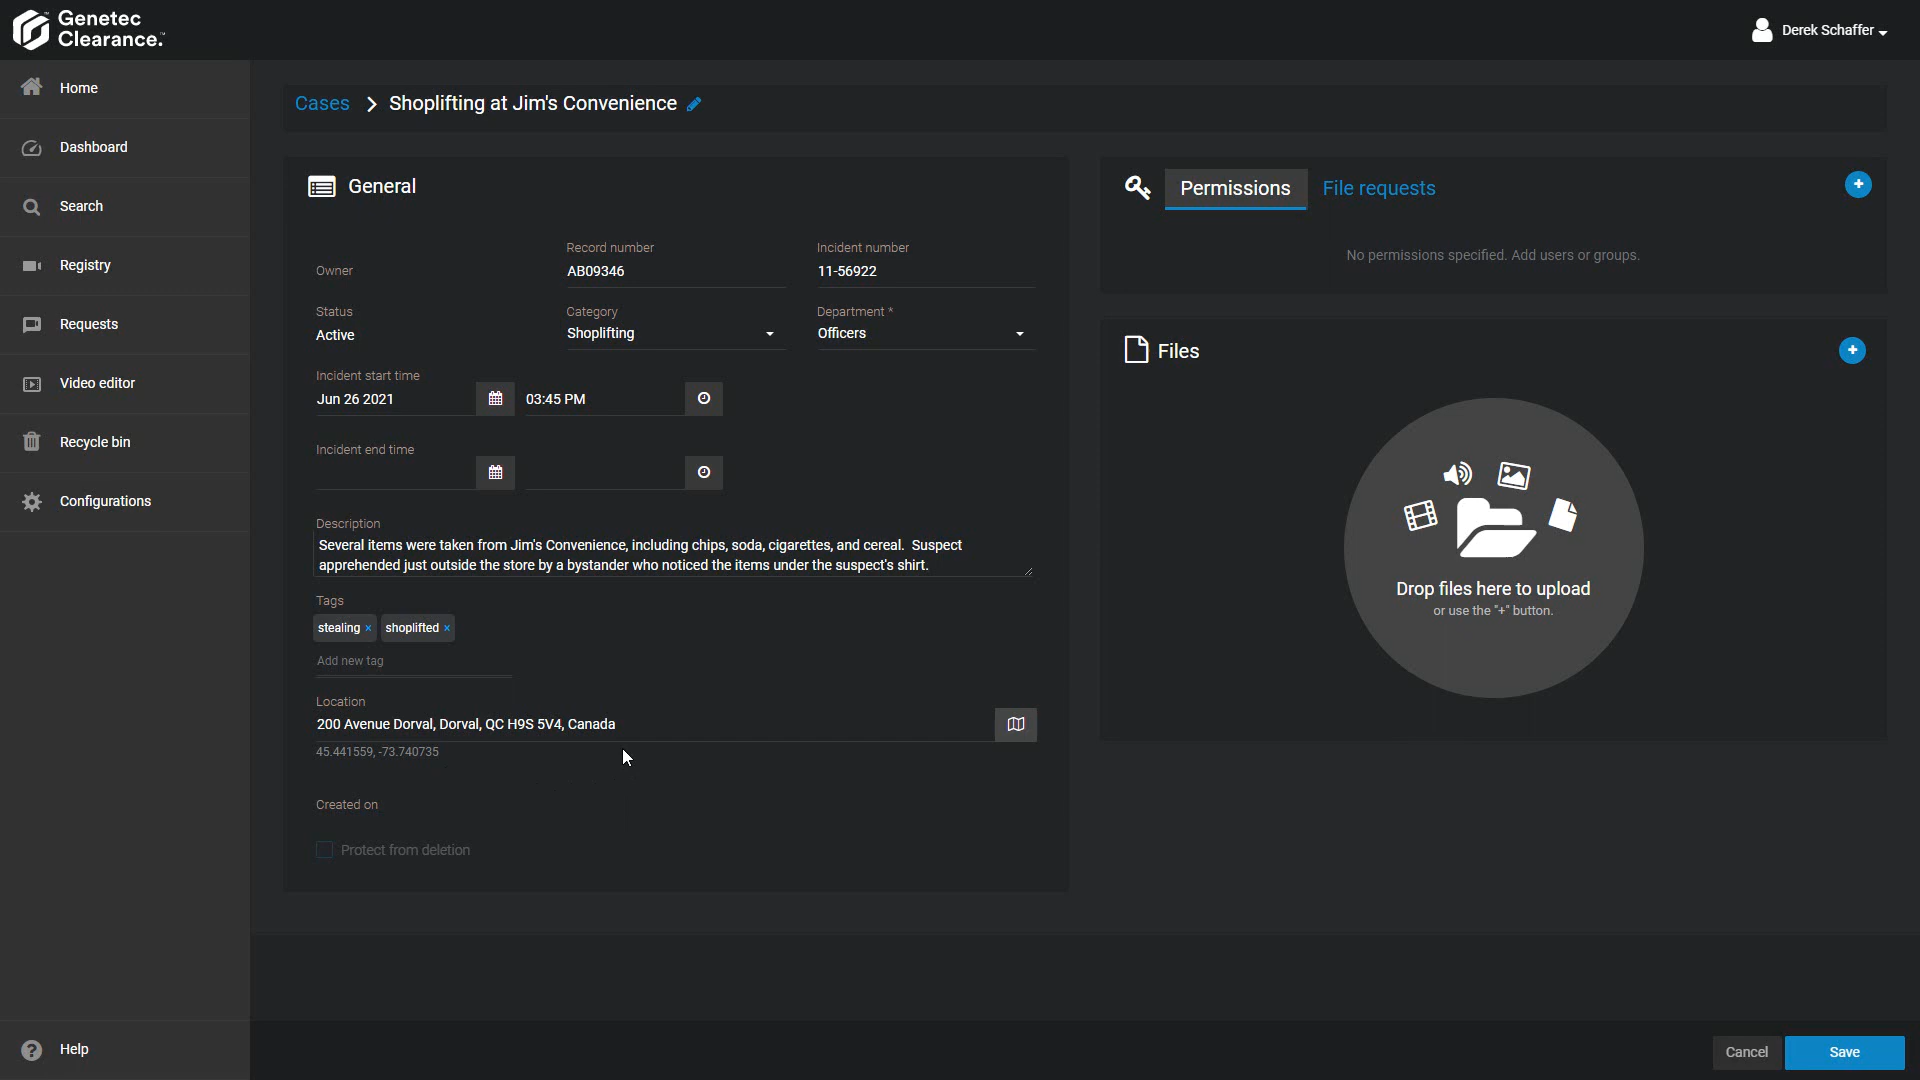 Genetec
Clearance.™
Derek Schaffer
Home
Dashboard
Search
Registry
Requests
Video editor
Recycle bin
Configurations
Help
Cases > Shoplifting at Jim's Convenience
General
Owner
Record number
AB09346
Incident number
11-56922
Status
Active
Category
Shoplifting
Department *
Officers
Incident start time
Jun 26 2021
03:45 PM
Incident end time
Description
Several items were taken from Jim's Convenience, including chips, soda, cigarettes, and cereal.  Suspect
apprehended just outside the store by a bystander who noticed the items under the suspect's shirt.
Tags
stealing × shoplifted ×
Add new tag
Location
200 Avenue Dorval, Dorval, QC H9S 5V4, Canada
45.441559, -73.740735
Created on
Protect from deletion
Permissions File requests
No permissions specified. Add users or groups.
Files
Drop files here to upload
or use the "+" button.
Cancel
Save